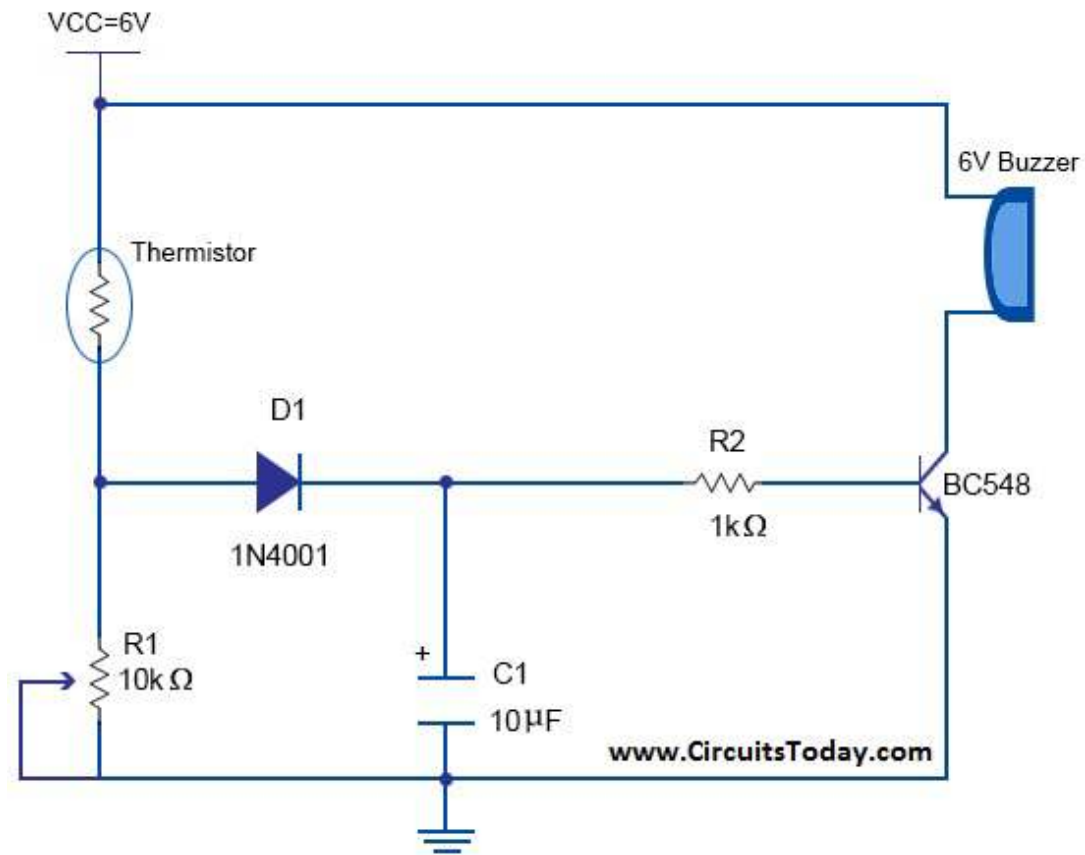 VCC=6V
6V Buzzer
Thermistor
D1
R2
BC548
1kΩ
1N4001
R1
10kΩ
+
C1
10µF
www.CircuitsToday.com